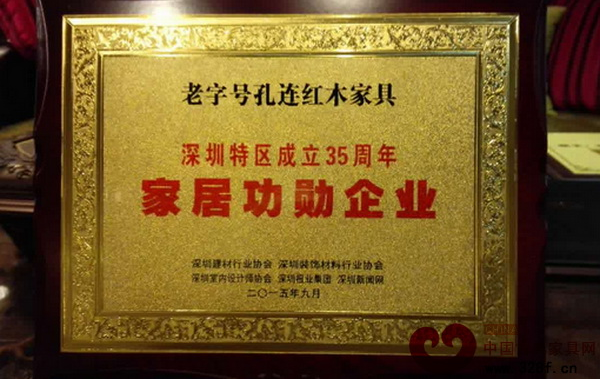 老字号孔连红木家具
深圳特区成立35周年
家居功勋企业
深圳建材行业协会 深圳装饰材料行业协会
深圳室内设计师协会 深圳报业集团 深圳新闻网
二〇一五年九月